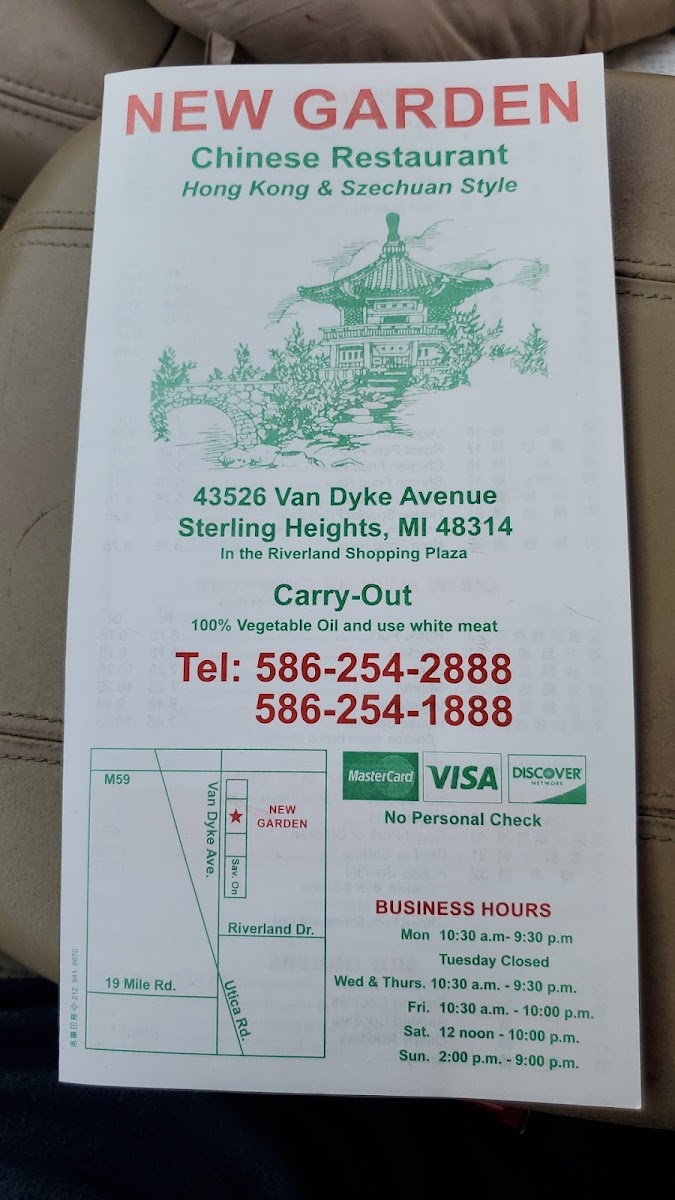 NEW GARDEN
Chinese Restaurant
Hong Kong & Szechuan Style
43526 Van Dyke Avenue
Sterling Heights, MI 48314
In the Riverland Shopping Plaza
Carry-Out
100% Vegetable Oil and use white meat
Tel: 586-254-2888
586-254-1888
M59
Van Dyke Ave.
NEW
GARDEN
Sav. On
Riverland Dr.
19 Mile Rd.
Utica Rd.
MasterCard
VISA
DISCOVER
NETWORK
No Personal Check
BUSINESS HOURS
Mon 10:30 a.m- 9:30 p.m
Tuesday Closed
Wed & Thurs. 10:30 a.m. - 9:30 p.m.
Fri. 10:30 a.m. - 10:00 p.m.
Sat. 12 noon - 10:00 p.m.
Sun. 2:00 p.m. - 9:00 p.m.
212. 941. 8070